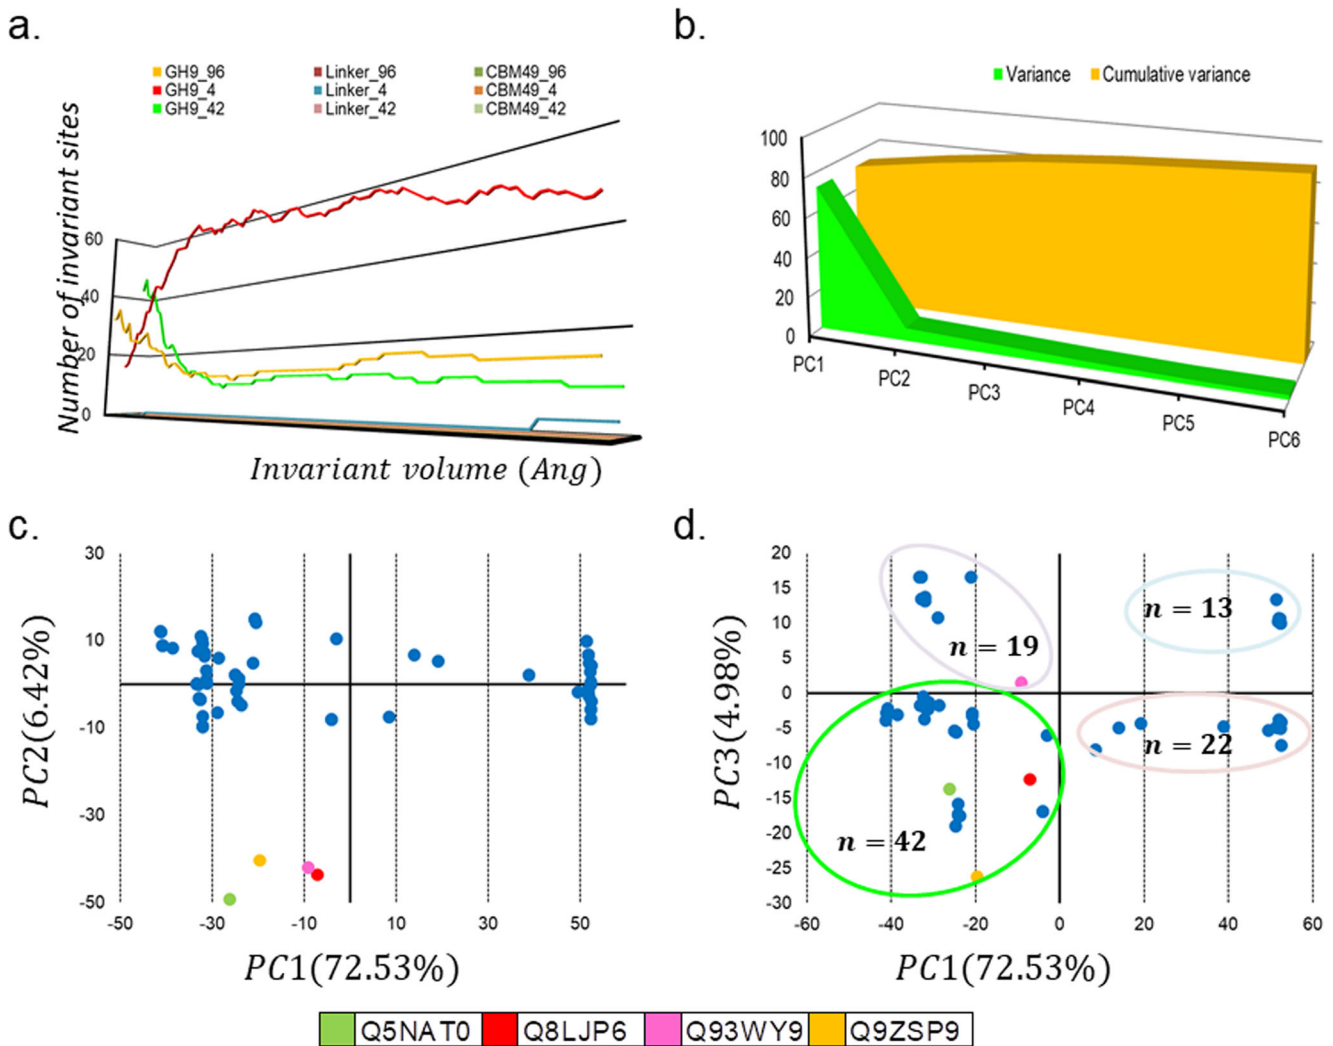 a.
GH9_96 Linker_96 CBM49_96
GH9_4 Linker_4 CBM49_4
GH9_42 Linker_42 CBM49_42
Number of invariant sites
60
40
20
0
Invariant volume (Ang)
b.
Variance Cumulative variance
100
80
60
40
20
0
PC1
PC2
PC3
PC4
PC5
PC6
c.
30
10
-10
-30
-50
-50 -30 -10 10 30 50
PC2(6.42%)
PC1(72.53%)
d.
20
15
10
5
0
-5
-10
-15
-20
-25
-30
-60 -40 -20 0 20 40 60
n = 13
n = 19
n = 22
n = 42
PC3(4.98%)
PC1(72.53%)
Q5NAT0 Q8LJP6 Q93WY9 Q9ZSP9